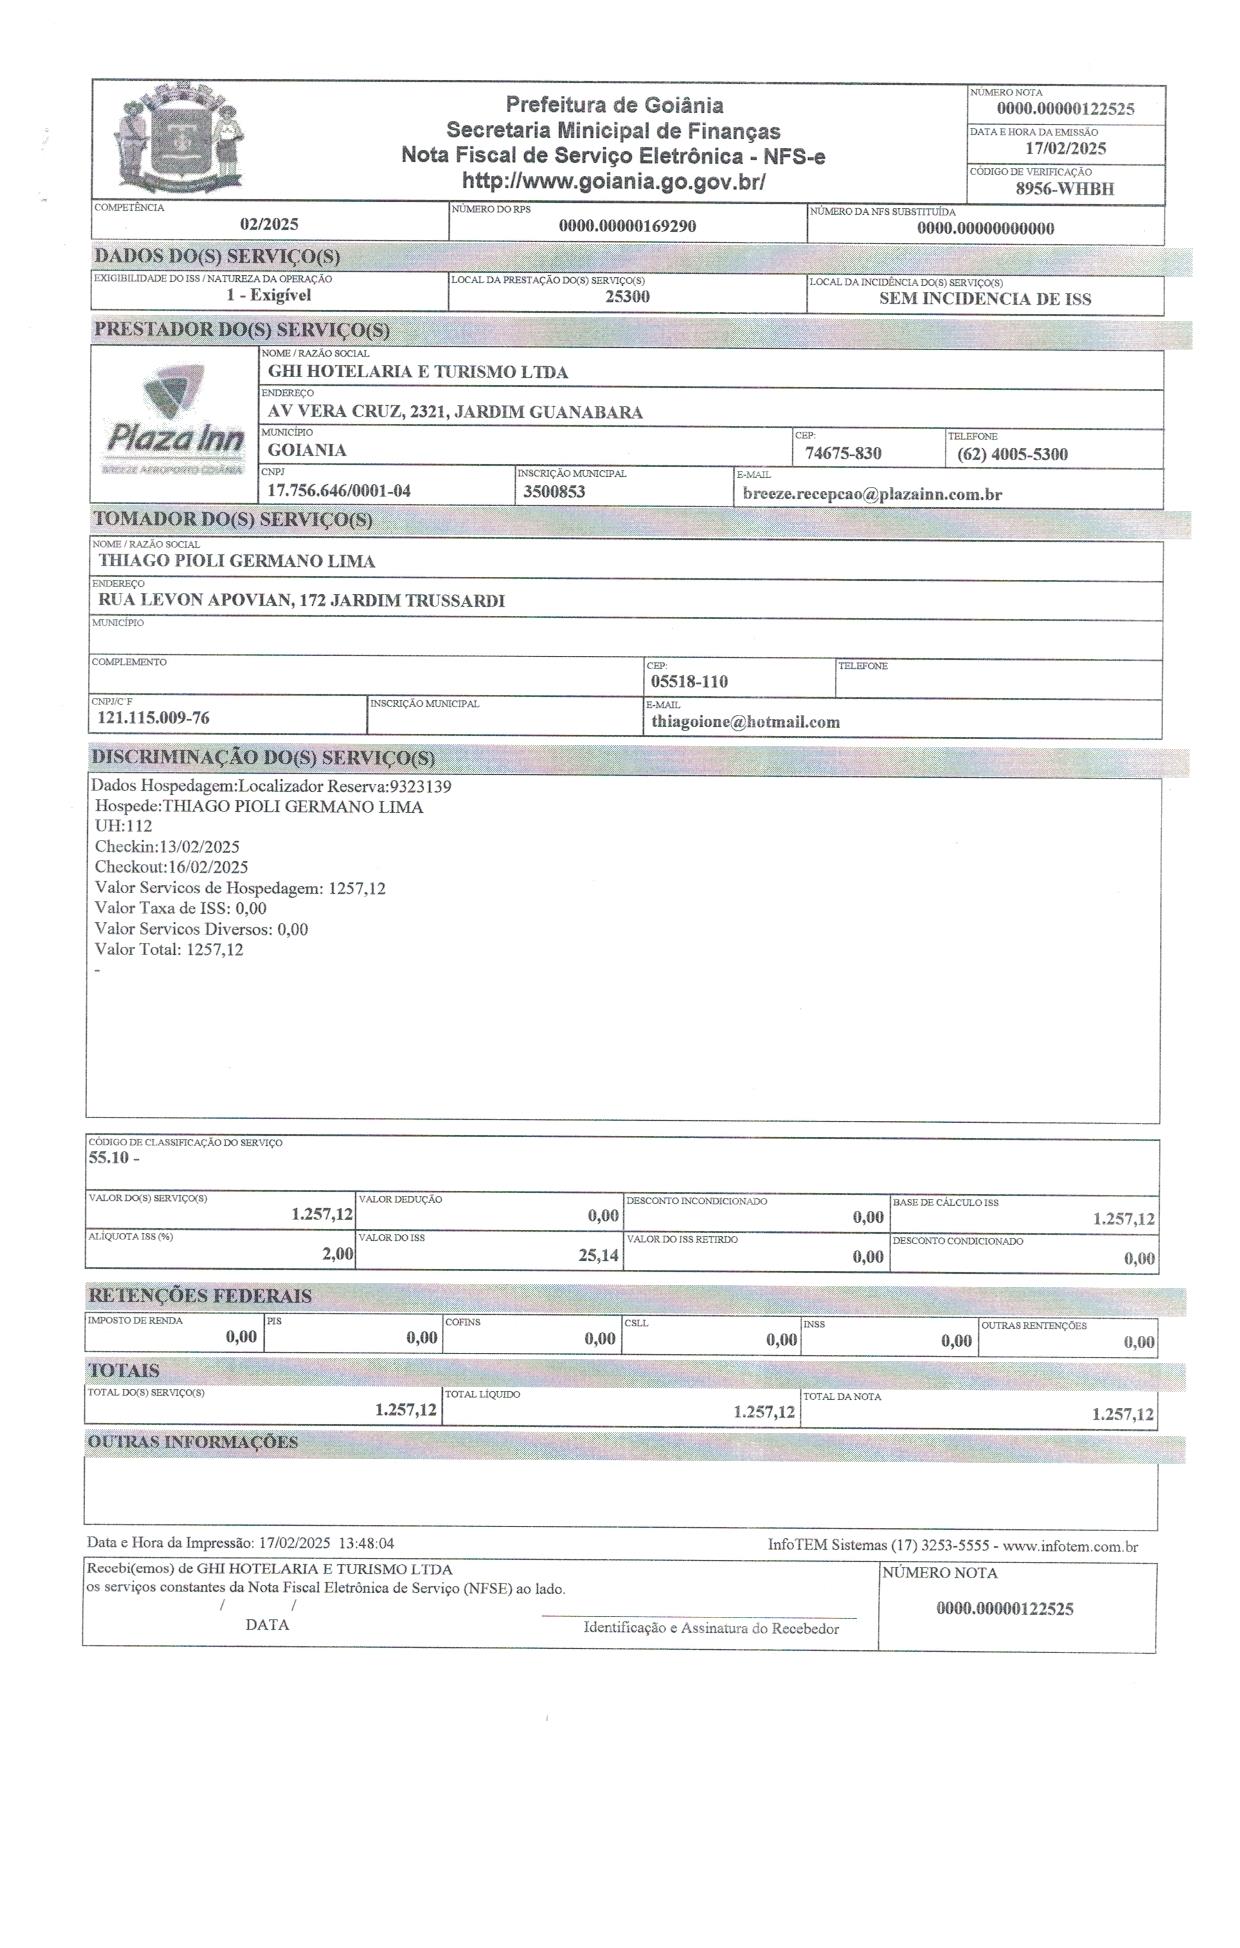 Prefeitura de Goiânia
Secretaria Minicipal de Finanças
Nota Fiscal de Serviço Eletrônica - NFS-e
http://www.goiania.go.gov.br/
NÚMERO NOTA
0000.00000122525
DATA E HORA DA EMISSÃO
17/02/2025
CÓDIGO DE VERIFICAÇÃO
8956-WHBH
COMPETÊNCIA
02/2025
NÚMERO DO RPS
0000.00000169290
NÚMERO DA NFS SUBSTITUÍDA
0000.00000000000
DADOS DO(S) SERVIÇO(S)
EXIGIBILIDADE DO ISS / NATUREZA DA OPERAÇÃO
1 - Exigível
LOCAL DA PRESTAÇÃO DO(S) SERVIÇO(S)
25300
LOCAL DA INCIDÊNCIA DO(S) SERVIÇO(S)
SEM INCIDENCIA DE ISS
PRESTADOR DO(S) SERVIÇO(S)
Plaza Inn
BREEZE AEROPORTO GOIÂNIA
NOME / RAZÃO SOCIAL
GHI HOTELARIA E TURISMO LTDA
ENDEREÇO
AV VERA CRUZ, 2321, JARDIM GUANABARA
MUNICÍPIO
GOIANIA
CEP:
74675-830
TELEFONE
(62) 4005-5300
CNPJ
17.756.646/0001-04
INSCRIÇÃO MUNICIPAL
3500853
E-MAIL
breeze.recepcao@plazainn.com.br
TOMADOR DO(S) SERVIÇO(S)
NOME / RAZÃO SOCIAL
THIAGO PIOLI GERMANO LIMA
ENDEREÇO
RUA LEVON APOVIAN, 172 JARDIM TRUSSARDI
MUNICÍPIO
COMPLEMENTO
CEP:
05518-110
TELEFONE
CNPJ/C´F
121.115.009-76
INSCRIÇÃO MUNICIPAL
E-MAIL
thiagoione@hotmail.com
DISCRIMINAÇÃO DO(S) SERVIÇO(S)
Dados Hospedagem:Localizador Reserva:9323139
Hospede:THIAGO PIOLI GERMANO LIMA
UH:112
Checkin:13/02/2025
Checkout:16/02/2025
Valor Servicos de Hospedagem: 1257,12
Valor Taxa de ISS: 0,00
Valor Servicos Diversos: 0,00
Valor Total: 1257,12
-
CÓDIGO DE CLASSIFICAÇÃO DO SERVIÇO
55.10 -
VALOR DO(S) SERVIÇO(S)
1.257,12
VALOR DEDUÇÃO
0,00
DESCONTO INCONDICIONADO
0,00
BASE DE CÁLCULO ISS
1.257,12
ALÍQUOTA ISS (%)
2,00
VALOR DO ISS
25,14
VALOR DO ISS RETIRDO
0,00
DESCONTO CONDICIONADO
0,00
RETENÇÕES FEDERAIS
IMPOSTO DE RENDA
0,00
PIS
0,00
COFINS
0,00
CSLL
0,00
INSS
0,00
OUTRAS RENTENÇÕES
0,00
TOTAIS
TOTAL DO(S) SERVIÇO(S)
1.257,12
TOTAL LÍQUIDO
1.257,12
TOTAL DA NOTA
1.257,12
OUTRAS INFORMAÇÕES
Data e Hora da Impressão: 17/02/2025 13:48:04
InfoTEM Sistemas (17) 3253-5555 - www.infotem.com.br
Recebi(emos) de GHI HOTELARIA E TURISMO LTDA
os serviços constantes da Nota Fiscal Eletrônica de Serviço (NFSE) ao lado.
/ /
DATA
Identificação e Assinatura do Recebedor
NÚMERO NOTA
0000.00000122525